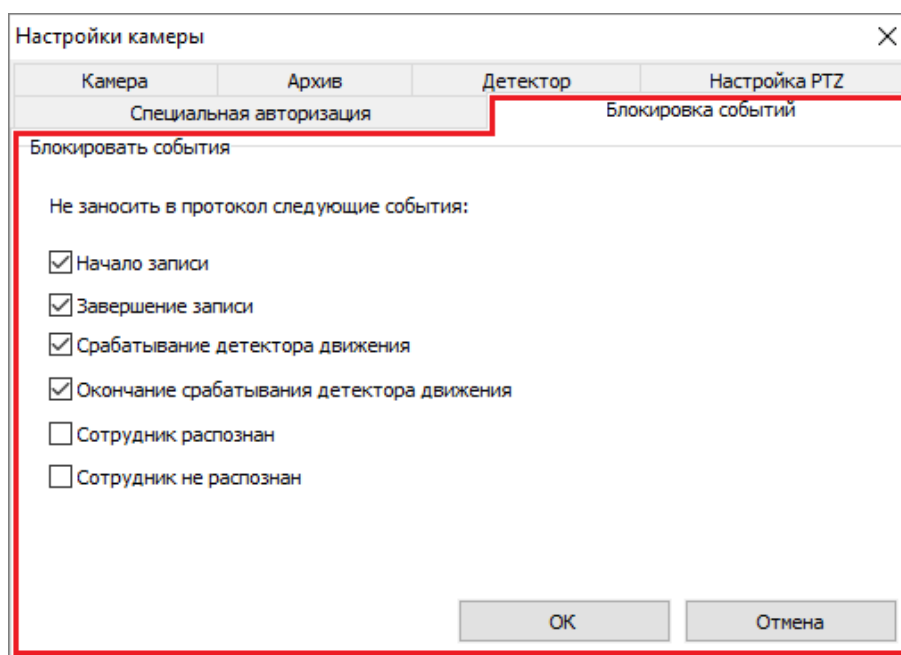 Настройки камеры
Камера Архив Детектор Настройка PTZ
Специальная авторизация Блокировка событий
Блокировать события
Не заносить в протокол следующие события:
Начало записи
Завершение записи
Срабатывание детектора движения
Окончание срабатывания детектора движения
Сотрудник распознан
Сотрудник не распознан
ОК Отмена